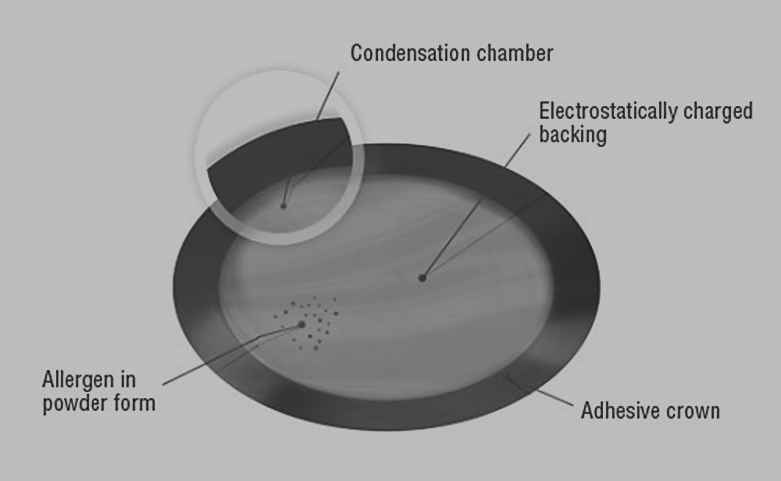 Condensation chamber
Electrostatically charged
backing
Allergen in
powder form
Adhesive crown